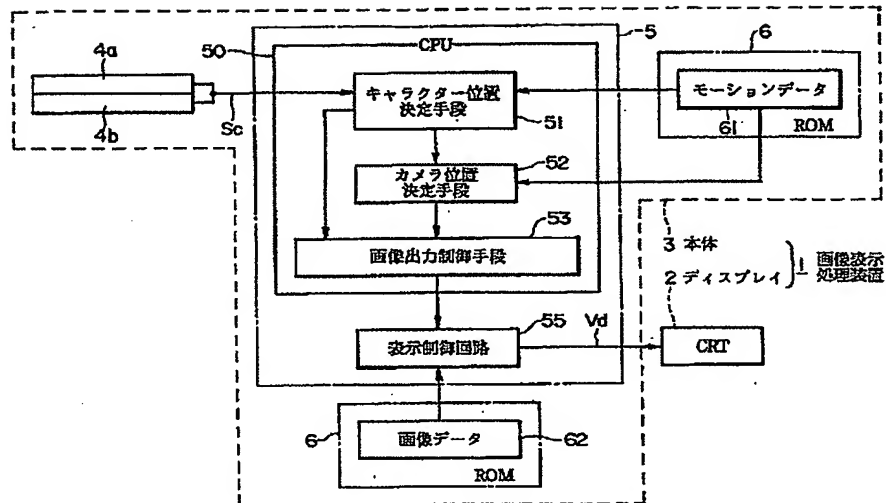 4a
4b
Sc
50
CPU
5
キャラクター位置
決定手段
51
カメラ位置
決定手段
52
画像出力制御手段
53
表示制御回路
55
Vd
CRT
6
モーションデータ
61
ROM
3 本体
2 ディスプレイ
1 画像表示
処理装置
6
画像データ
62
ROM